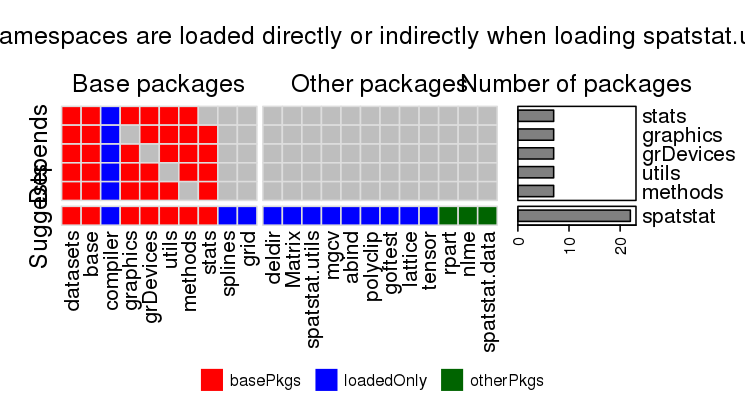 amespaces are loaded directly or indirectly when loading spatstat.u
Base packages
Other packages
Number of packages
Depends
Suggests
stats
graphics
grDevices
utils
methods
spatstat
0
10
20
datasets
base
compiler
graphics
grDevices
utils
methods
stats
splines
grid
deldir
Matrix
spatstat.utils
mgcv
abind
polyclip
goftest
lattice
tensor
rpart
nlme
spatstat.data
basePkgs
loadedOnly
otherPkgs